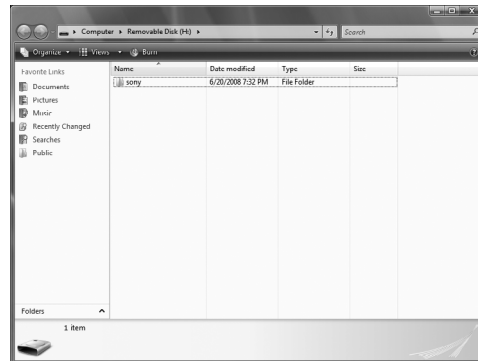 Computer ▸ Removable Disk (H:) ▸
Search
Organize Views Burn
Favorite Links
Name Date modified Type Size
sony 6/20/2008 7:32 PM File Folder
Documents
Pictures
Music
Recently Changed
Searches
Public
Folders
1 item